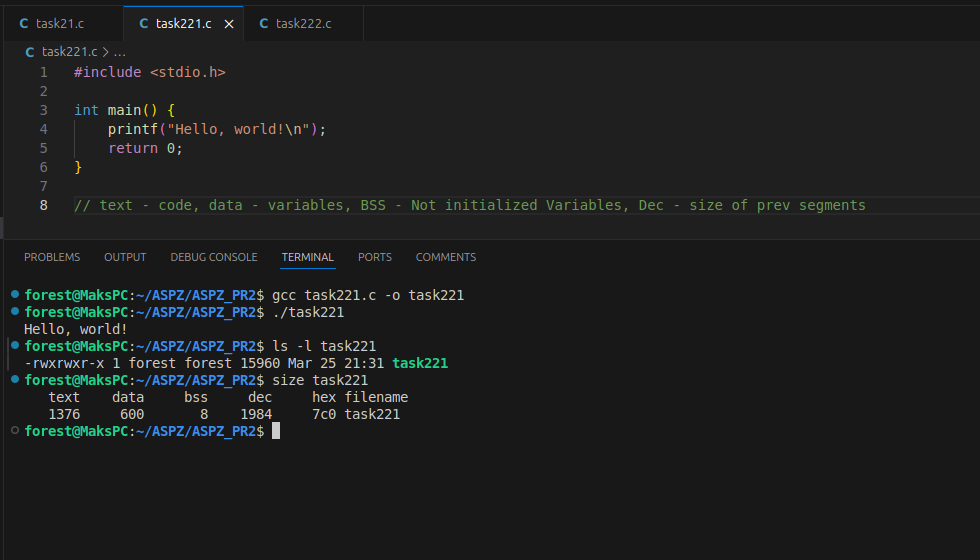 C task21.c C task221.c × C task222.c
C task221.c > ...
1 #include <stdio.h>
2
3 int main() {
4 printf("Hello, world!\n");
5 return 0;
6 }
7
8 // text - code, data - variables, BSS - Not initialized Variables, Dec - size of prev segments
PROBLEMS OUTPUT DEBUG CONSOLE TERMINAL PORTS COMMENTS
forest@MaksPC:~/ASPZ/ASPZ_PR2$ gcc task221.c -o task221
forest@MaksPC:~/ASPZ/ASPZ_PR2$ ./task221
Hello, world!
forest@MaksPC:~/ASPZ/ASPZ_PR2$ ls -l task221
-rwxrwxr-x 1 forest forest 15960 Mar 25 21:31 task221
forest@MaksPC:~/ASPZ/ASPZ_PR2$ size task221
text data bss dec hex filename
1376 600 8 1984 7c0 task221
forest@MaksPC:~/ASPZ/ASPZ_PR2$